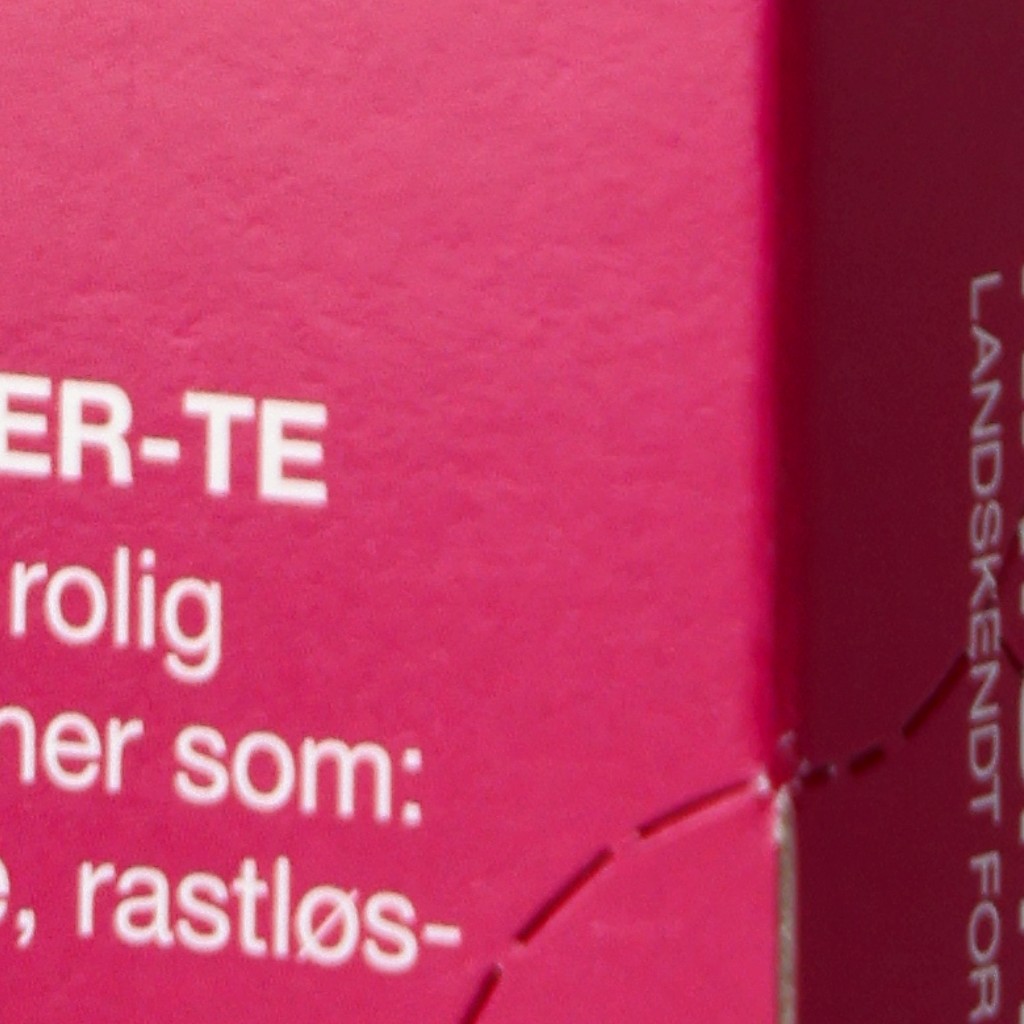 ER-TE
rolig
ner som:
, rastløs-
LANDSKENDT FOR